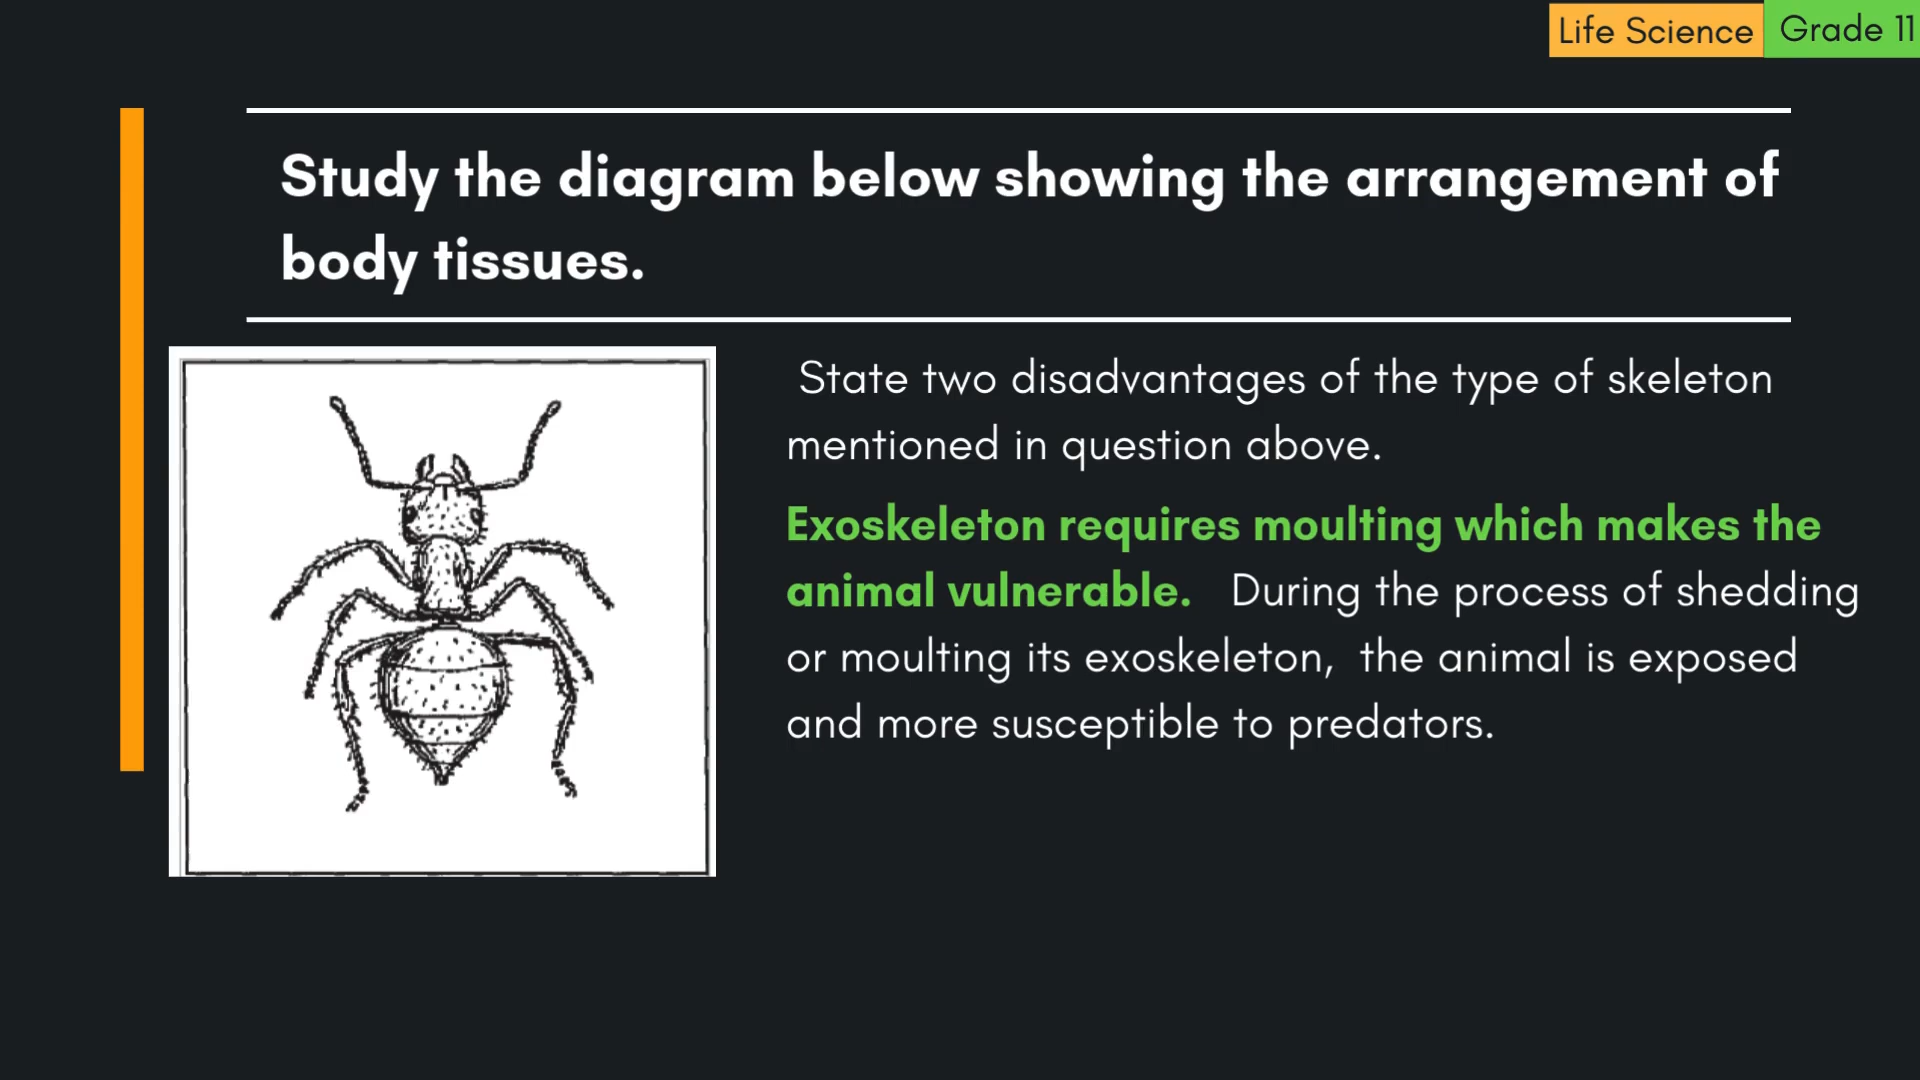 Life Science Grade 11
Study the diagram below showing the arrangement of
body tissues.
State two disadvantages of the type of skeleton
mentioned in question above.
Exoskeleton requires moulting which makes the
animal vulnerable. During the process of shedding
or moulting its exoskeleton, the animal is exposed
and more susceptible to predators.